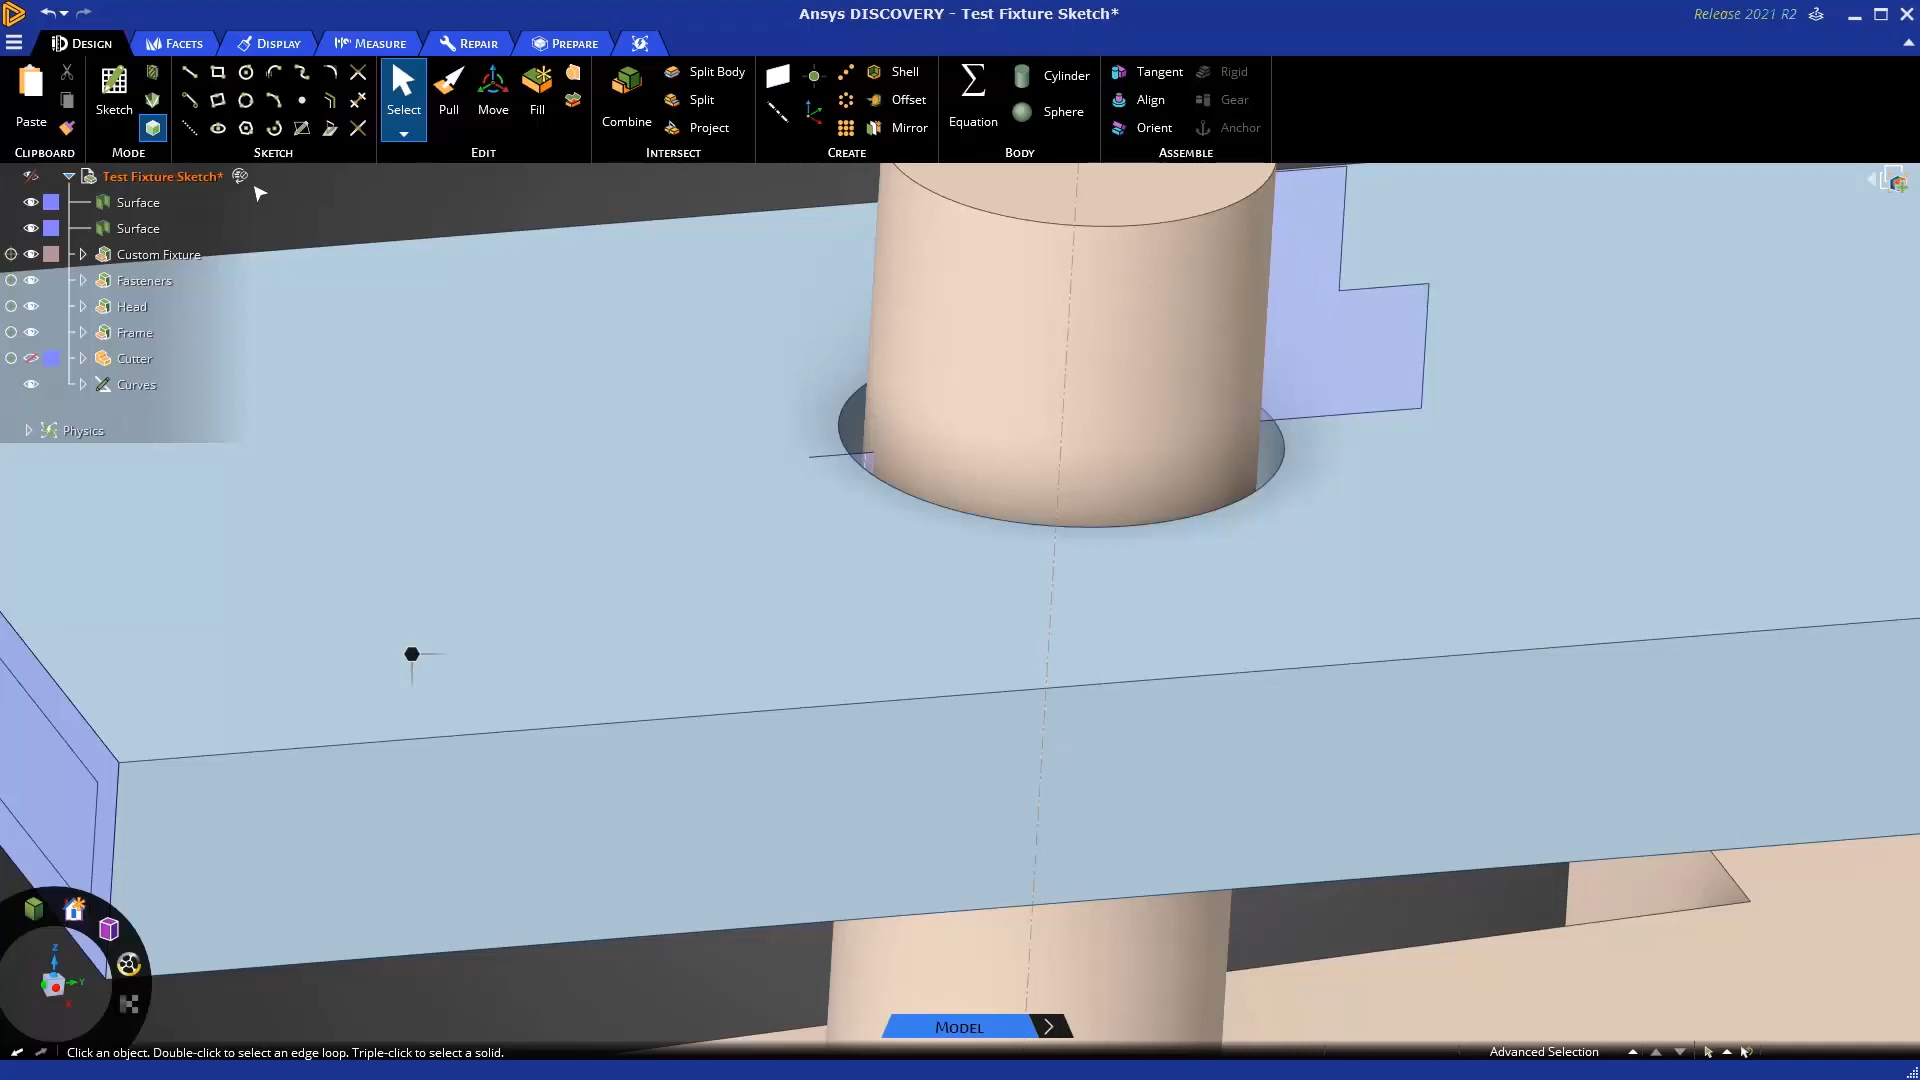 Ansys DISCOVERY - Test Fixture Sketch*
Release 2021 R2
Design Facets Display Measure Repair Prepare
Paste
Clipboard
Sketch
Mode
Sketch
Select Pull Move Fill
Edit
Combine
Split Body
Split
Project
Intersect
Shell
Offset
Mirror
Create
Equation
Cylinder
Sphere
Body
Tangent Rigid
Align Gear
Orient Anchor
Assemble
Test Fixture Sketch*
Surface
Surface
Custom Fixture
Fasteners
Head
Frame
Cutter
Curves
Physics
Z
Y
X
Model
Click an object. Double-click to select an edge loop. Triple-click to select a solid.
Advanced Selection